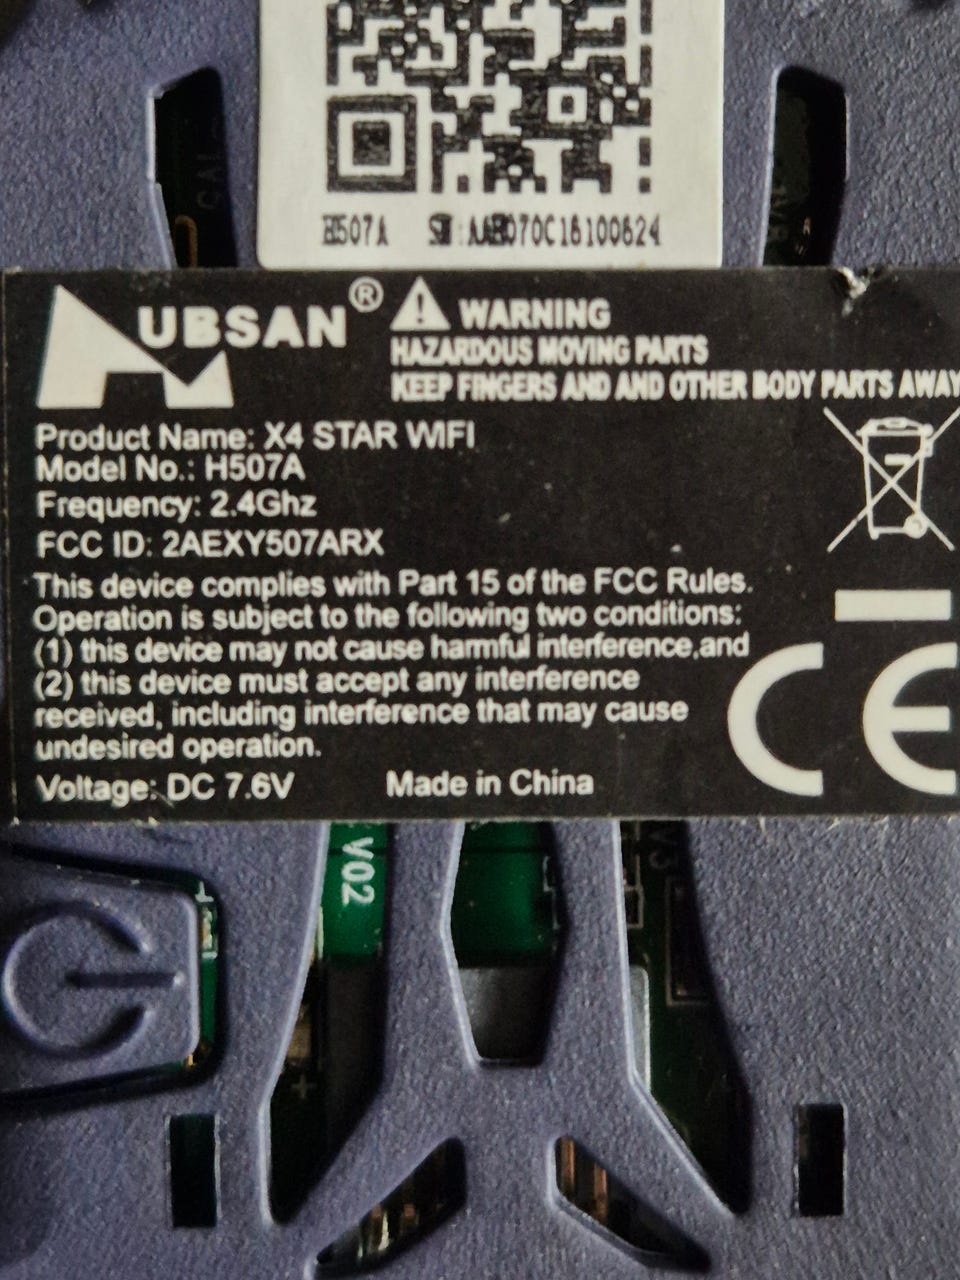 H507A SN:AAH070C18100624
HUBSAN®
WARNING
HAZARDOUS MOVING PARTS
KEEP FINGERS AND AND OTHER BODY PARTS AWAY
Product Name: X4 STAR WIFI
Model No.: H507A
Frequency: 2.4Ghz
FCC ID: 2AEXY507ARX
This device complies with Part 15 of the FCC Rules.
Operation is subject to the following two conditions:
(1) this device may not cause harmful interference,and
(2) this device must accept any interference
received, including interference that may cause
undesired operation.
Voltage: DC 7.6V Made in China
CE
V02